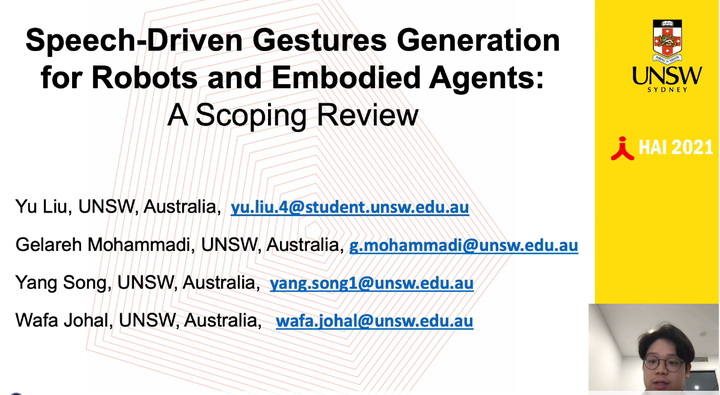 Speech-Driven Gestures Generation
for Robots and Embodied Agents:
A Scoping Review
Yu Liu, UNSW, Australia, yu.liu.4@student.unsw.edu.au
Gelareh Mohammadi, UNSW, Australia, g.mohammadi@unsw.edu.au
Yang Song, UNSW, Australia, yang.song1@unsw.edu.au
Wafa Johal, UNSW, Australia, wafa.johal@unsw.edu.au
UNSW
SYDNEY
HAI 2021